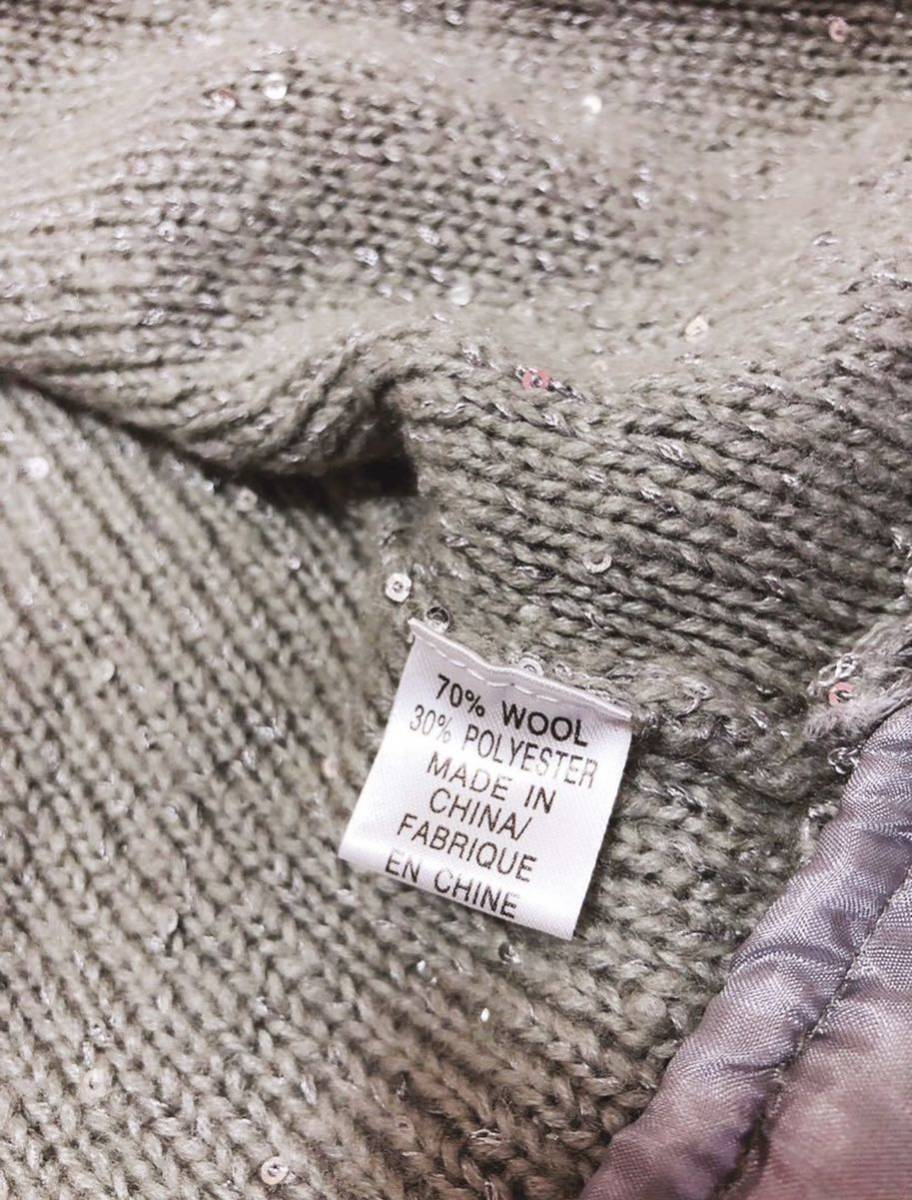 70% WOOL
30% POLYESTER
MADE IN
CHINA/
FABRIQUE
EN CHINE